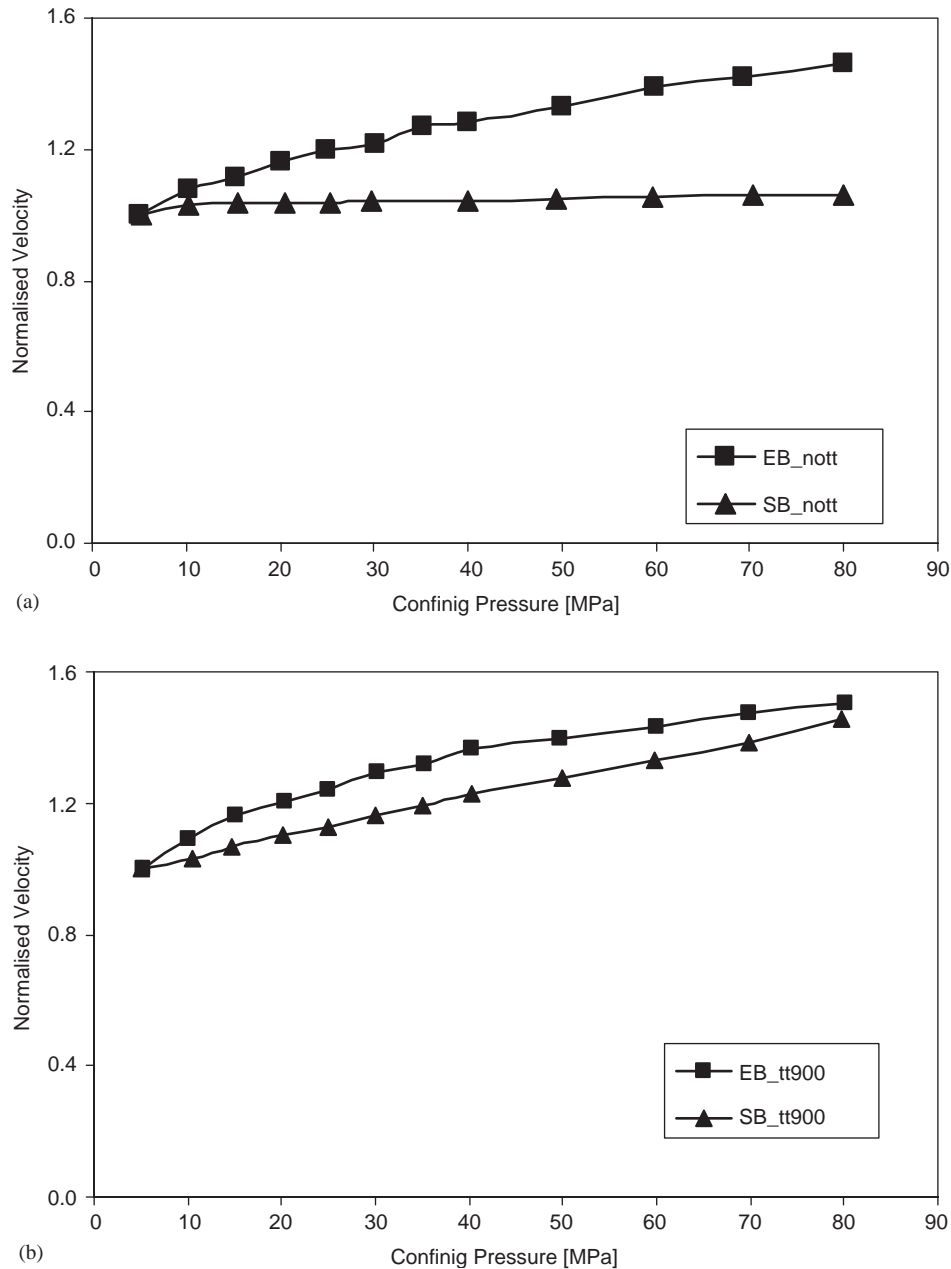 1.6
1.2
0.8
0.4
0.0
Normalised Velocity
EB_nott
SB_nott
0 10 20 30 40 50 60 70 80 90
Confinig Pressure [MPa]
(a)
1.6
1.2
0.8
0.4
0.0
Normalised Velocity
EB_tt900
SB_tt900
0 10 20 30 40 50 60 70 80 90
Confinig Pressure [MPa]
(b)